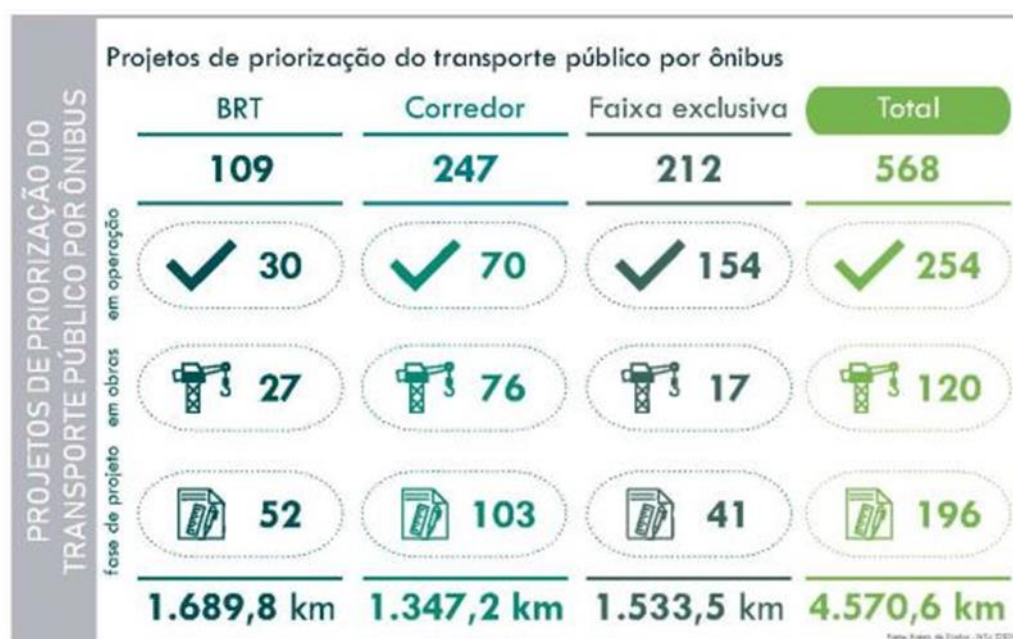 PROJETOS DE PRIORIZAÇÃO DO
TRANSPORTE PÚBLICO POR ÔNIBUS
Projetos de priorização do transporte público por ônibus
BRT Corredor Faixa exclusiva Total
109 247 212 568
em operação
30 70 154 254
em obras
27 76 17 120
fase de projeto
52 103 41 196
1.689,8 km 1.347,2 km 1.533,5 km 4.570,6 km